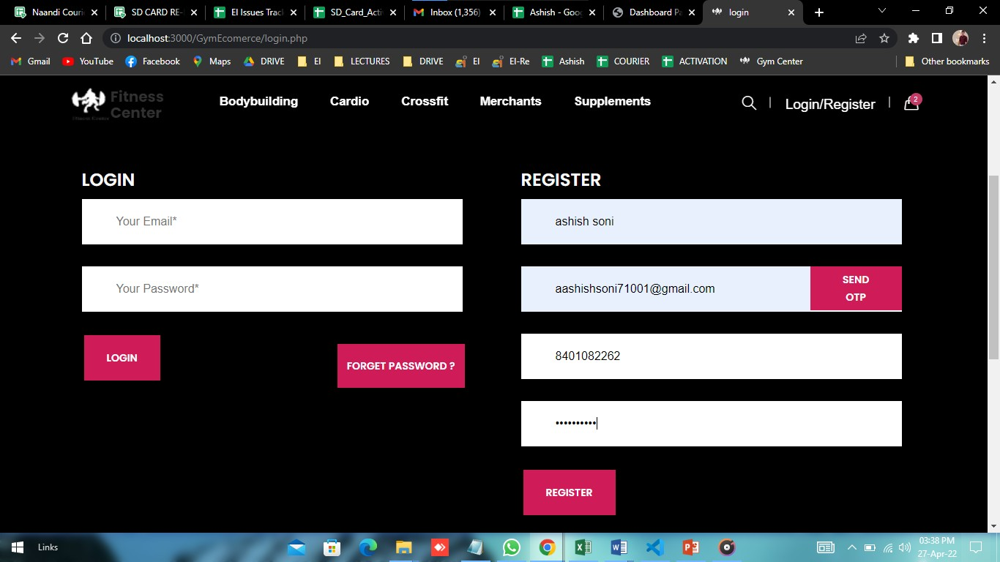 Naandi Couri
SD CARD RE-
EI Issues Trac
SD_Card_Acti
Inbox (1,356)
Ashish - Goo
Dashboard Pa
login
localhost:3000/GymEcomerce/login.php
Gmail
YouTube
Facebook
Maps
DRIVE
EI
LECTURES
DRIVE
EI
EI-Re
Ashish
COURIER
ACTIVATION
Gym Center
Other bookmarks
Fitness
Center
Bodybuilding
Cardio
Crossfit
Merchants
Supplements
Login/Register
2
LOGIN
Your Email*
Your Password*
LOGIN
FORGET PASSWORD ?
REGISTER
ashish soni
aashishsoni71001@gmail.com
SEND
OTP
8401082262
REGISTER
Links
03:38 PM
27-Apr-22